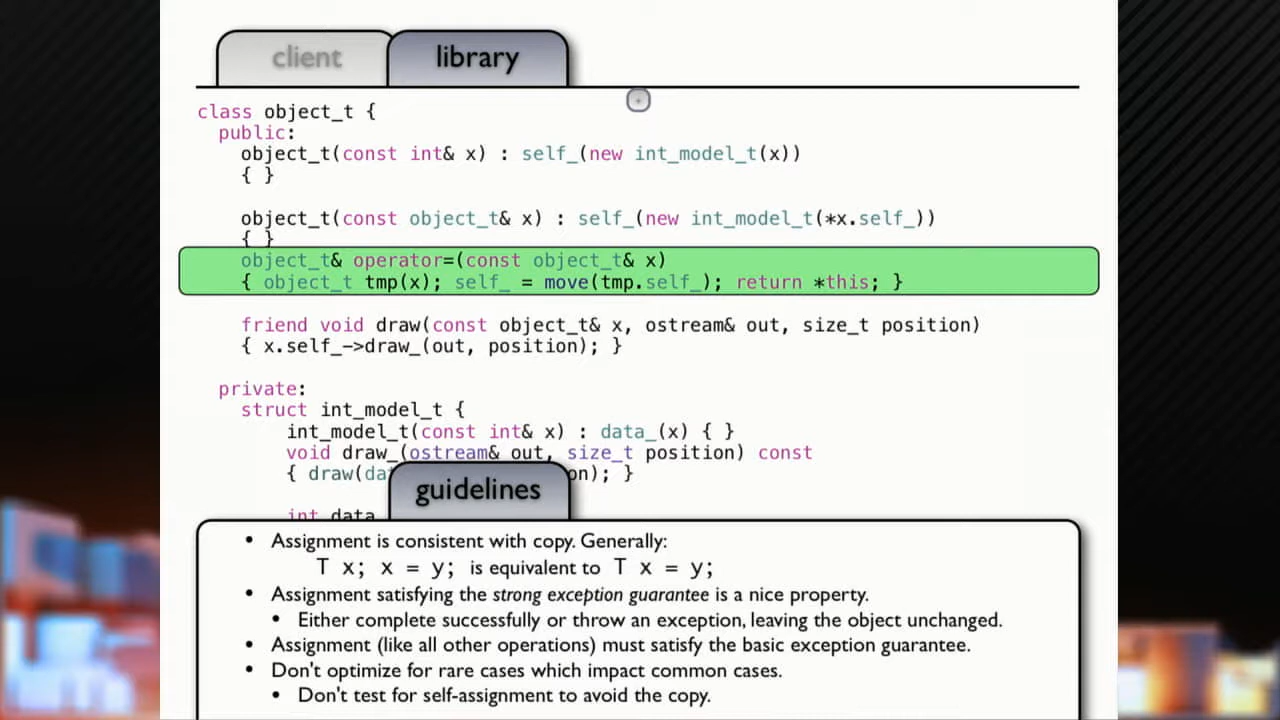 client
library
class object_t {
public:
object_t(const int& x) : self_(new int_model_t(x))
{ }
object_t(const object_t& x) : self_(new int_model_t(*x.self_))
{ }
object_t& operator=(const object_t& x)
{ object_t tmp(x); self_ = move(tmp.self_); return *this; }
friend void draw(const object_t& x, ostream& out, size_t position)
{ x.self_->draw_(out, position); }
private:
struct int_model_t {
int_model_t(const int& x) : data_(x) { }
void draw_(ostream& out, size_t position) const
{ draw(da on); }
int data
guidelines
• Assignment is consistent with copy. Generally:
T x; x = y; is equivalent to T x = y;
• Assignment satisfying the strong exception guarantee is a nice property.
• Either complete successfully or throw an exception, leaving the object unchanged.
• Assignment (like all other operations) must satisfy the basic exception guarantee.
• Don't optimize for rare cases which impact common cases.
• Don't test for self-assignment to avoid the copy.